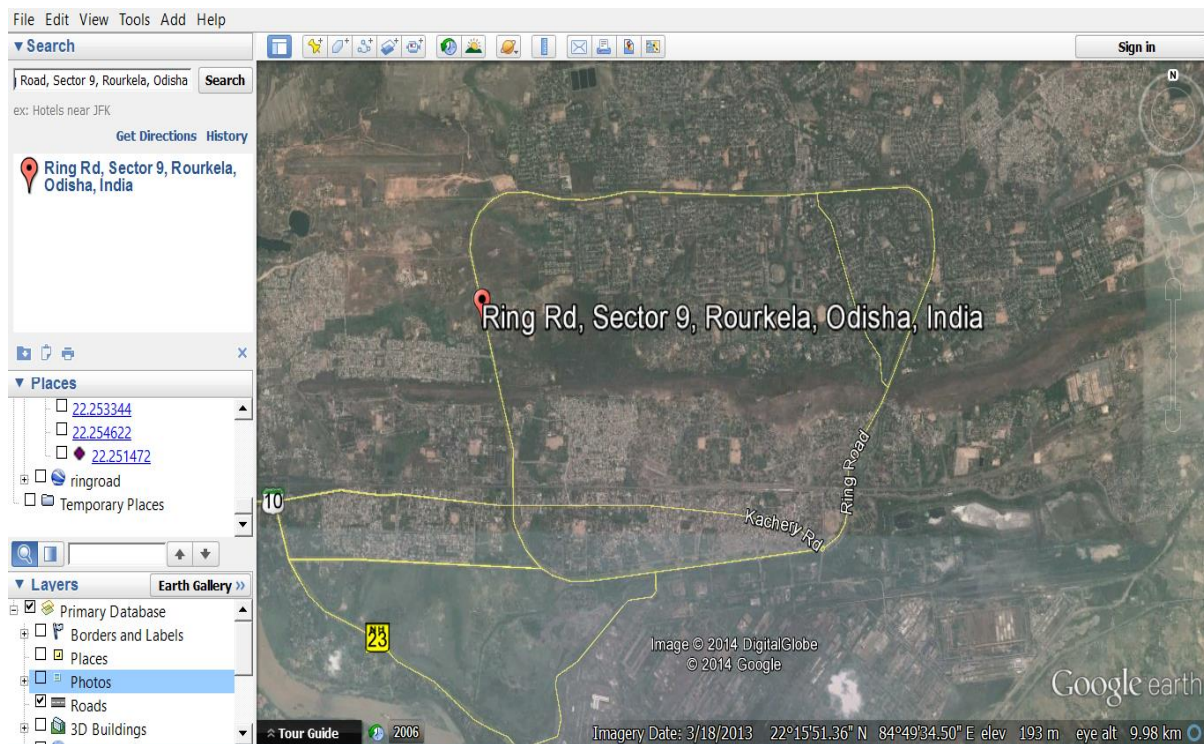 File Edit View Tools Add Help
▼ Search
Sign in
Road, Sector 9, Rourkela, Odisha
Search
ex: Hotels near JFK
Get Directions History
Ring Rd, Sector 9, Rourkela,
Odisha, India
N
Ring Rd, Sector 9, Rourkela, Odisha, India
▼ Places
22.253344
22.254622
22.251472
ringroad
Temporary Places
10
Ring Road
Kachery Rd
▼ Layers
Earth Gallery »
Primary Database
Borders and Labels
Places
Photos
Roads
3D Buildings
NH
23
Image © 2014 DigitalGlobe
© 2014 Google
Google earth
Tour Guide
2006
Imagery Date: 3/18/2013 22°15'51.36" N 84°49'34.50" E elev 193 m eye alt 9.98 km